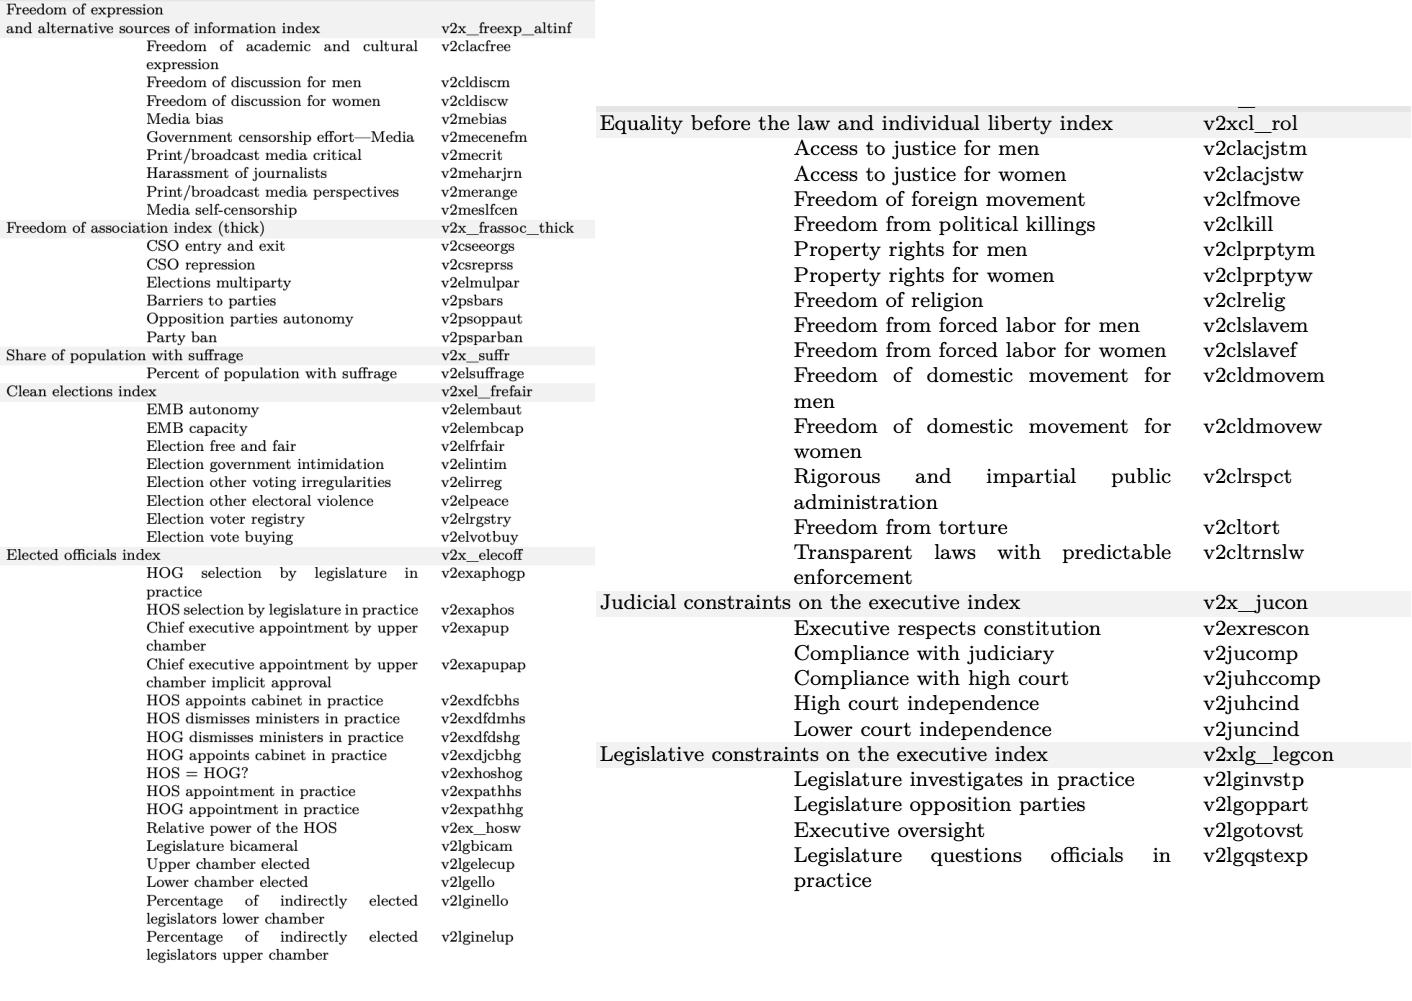 Freedom of expression
and alternative sources of information index v2x_freexp_altinf
Freedom of academic and cultural v2clacfree
expression
Freedom of discussion for men v2cldiscm
Freedom of discussion for women v2cldiscw
Media bias v2mebias
Government censorship effort—Media v2mecenefm
Print/broadcast media critical v2mecrit
Harassment of journalists v2meharjrn
Print/broadcast media perspectives v2merange
Media self-censorship v2meslfcen
Freedom of association index (thick) v2x_frassoc_thick
CSO entry and exit v2cseeorgs
CSO repression v2csreprss
Elections multiparty v2elmulpar
Barriers to parties v2psbars
Opposition parties autonomy v2psoppaut
Party ban v2psparban
Share of population with suffrage v2x_suffr
Percent of population with suffrage v2elsuffrage
Clean elections index v2xel_frefair
EMB autonomy v2elembaut
EMB capacity v2elembcap
Election free and fair v2elfrfair
Election government intimidation v2elintim
Election other voting irregularities v2elirreg
Election other electoral violence v2elpeace
Election voter registry v2elrgstry
Election vote buying v2elvotbuy
Elected officials index v2x_elecoff
HOG selection by legislature in v2exaphogp
practice
HOS selection by legislature in practice v2exaphos
Chief executive appointment by upper v2exapup
chamber
Chief executive appointment by upper v2exapupap
chamber implicit approval
HOS appoints cabinet in practice v2exdfcbhs
HOS dismisses ministers in practice v2exdfdmhs
HOG dismisses ministers in practice v2exdfdshg
HOG appoints cabinet in practice v2exdjcbhg
HOS = HOG? v2exhoshog
HOS appointment in practice v2expathhs
HOG appointment in practice v2expathhg
Relative power of the HOS v2ex_hosw
Legislature bicameral v2lgbicam
Upper chamber elected v2lgelecup
Lower chamber elected v2lgello
Percentage of indirectly elected v2lginello
legislators lower chamber
Percentage of indirectly elected v2lginelup
legislators upper chamber
Equality before the law and individual liberty index v2xcl_rol
Access to justice for men v2clacjstm
Access to justice for women v2clacjstw
Freedom of foreign movement v2clfmove
Freedom from political killings v2clkill
Property rights for men v2clprptym
Property rights for women v2clprptyw
Freedom of religion v2clrelig
Freedom from forced labor for men v2clslavem
Freedom from forced labor for women v2clslavef
Freedom of domestic movement for v2cldmovem
men
Freedom of domestic movement for v2cldmovew
women
Rigorous and impartial public v2clrspct
administration
Freedom from torture v2cltort
Transparent laws with predictable v2cltrnslw
enforcement
Judicial constraints on the executive index v2x_jucon
Executive respects constitution v2exrescon
Compliance with judiciary v2jucomp
Compliance with high court v2juhccomp
High court independence v2juhcind
Lower court independence v2juncind
Legislative constraints on the executive index v2xlg_legcon
Legislature investigates in practice v2lginvstp
Legislature opposition parties v2lgoppart
Executive oversight v2lgotovst
Legislature questions officials in v2lgqstexp
practice